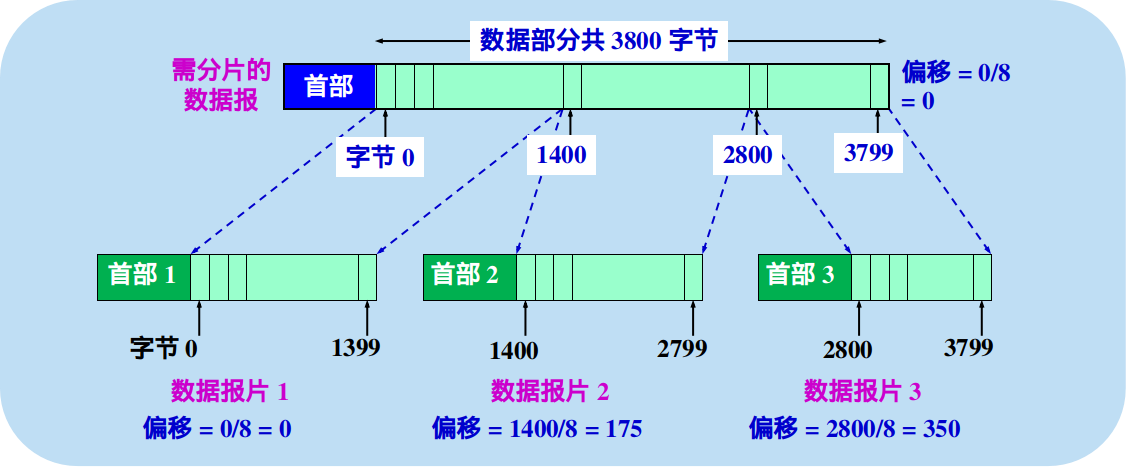 数据部分共 3800 字节
需分片的
数据报
首部
偏移 = 0/8
= 0
字节 0
1400
2800
3799
首部 1
首部 2
首部 3
字节 0
1399
1400
2799
2800
3799
数据报片 1
数据报片 2
数据报片 3
偏移 = 0/8 = 0
偏移 = 1400/8 = 175
偏移 = 2800/8 = 350